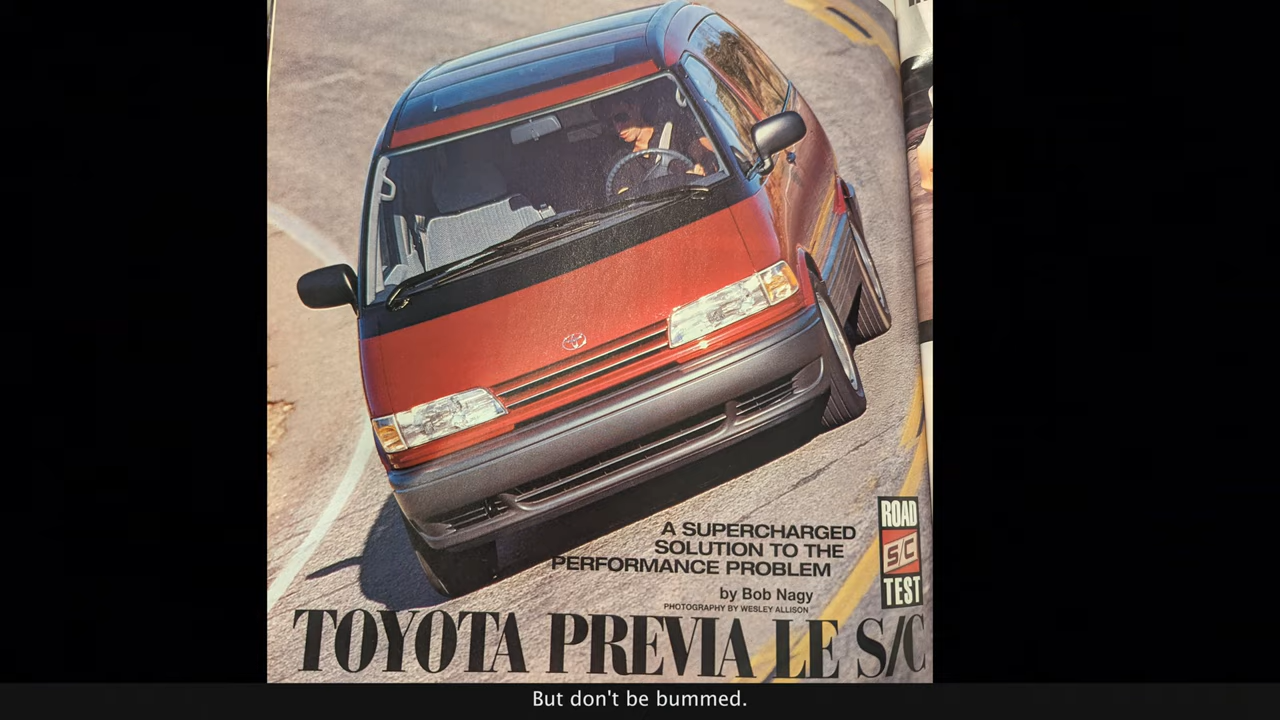 A SUPERCHARGED
SOLUTION TO THE
PERFORMANCE PROBLEM
by Bob Nagy
PHOTOGRAPHY BY WESLEY ALLISON
ROAD
S/C
TEST
TOYOTA PREVIA LE S/C
But don't be bummed.